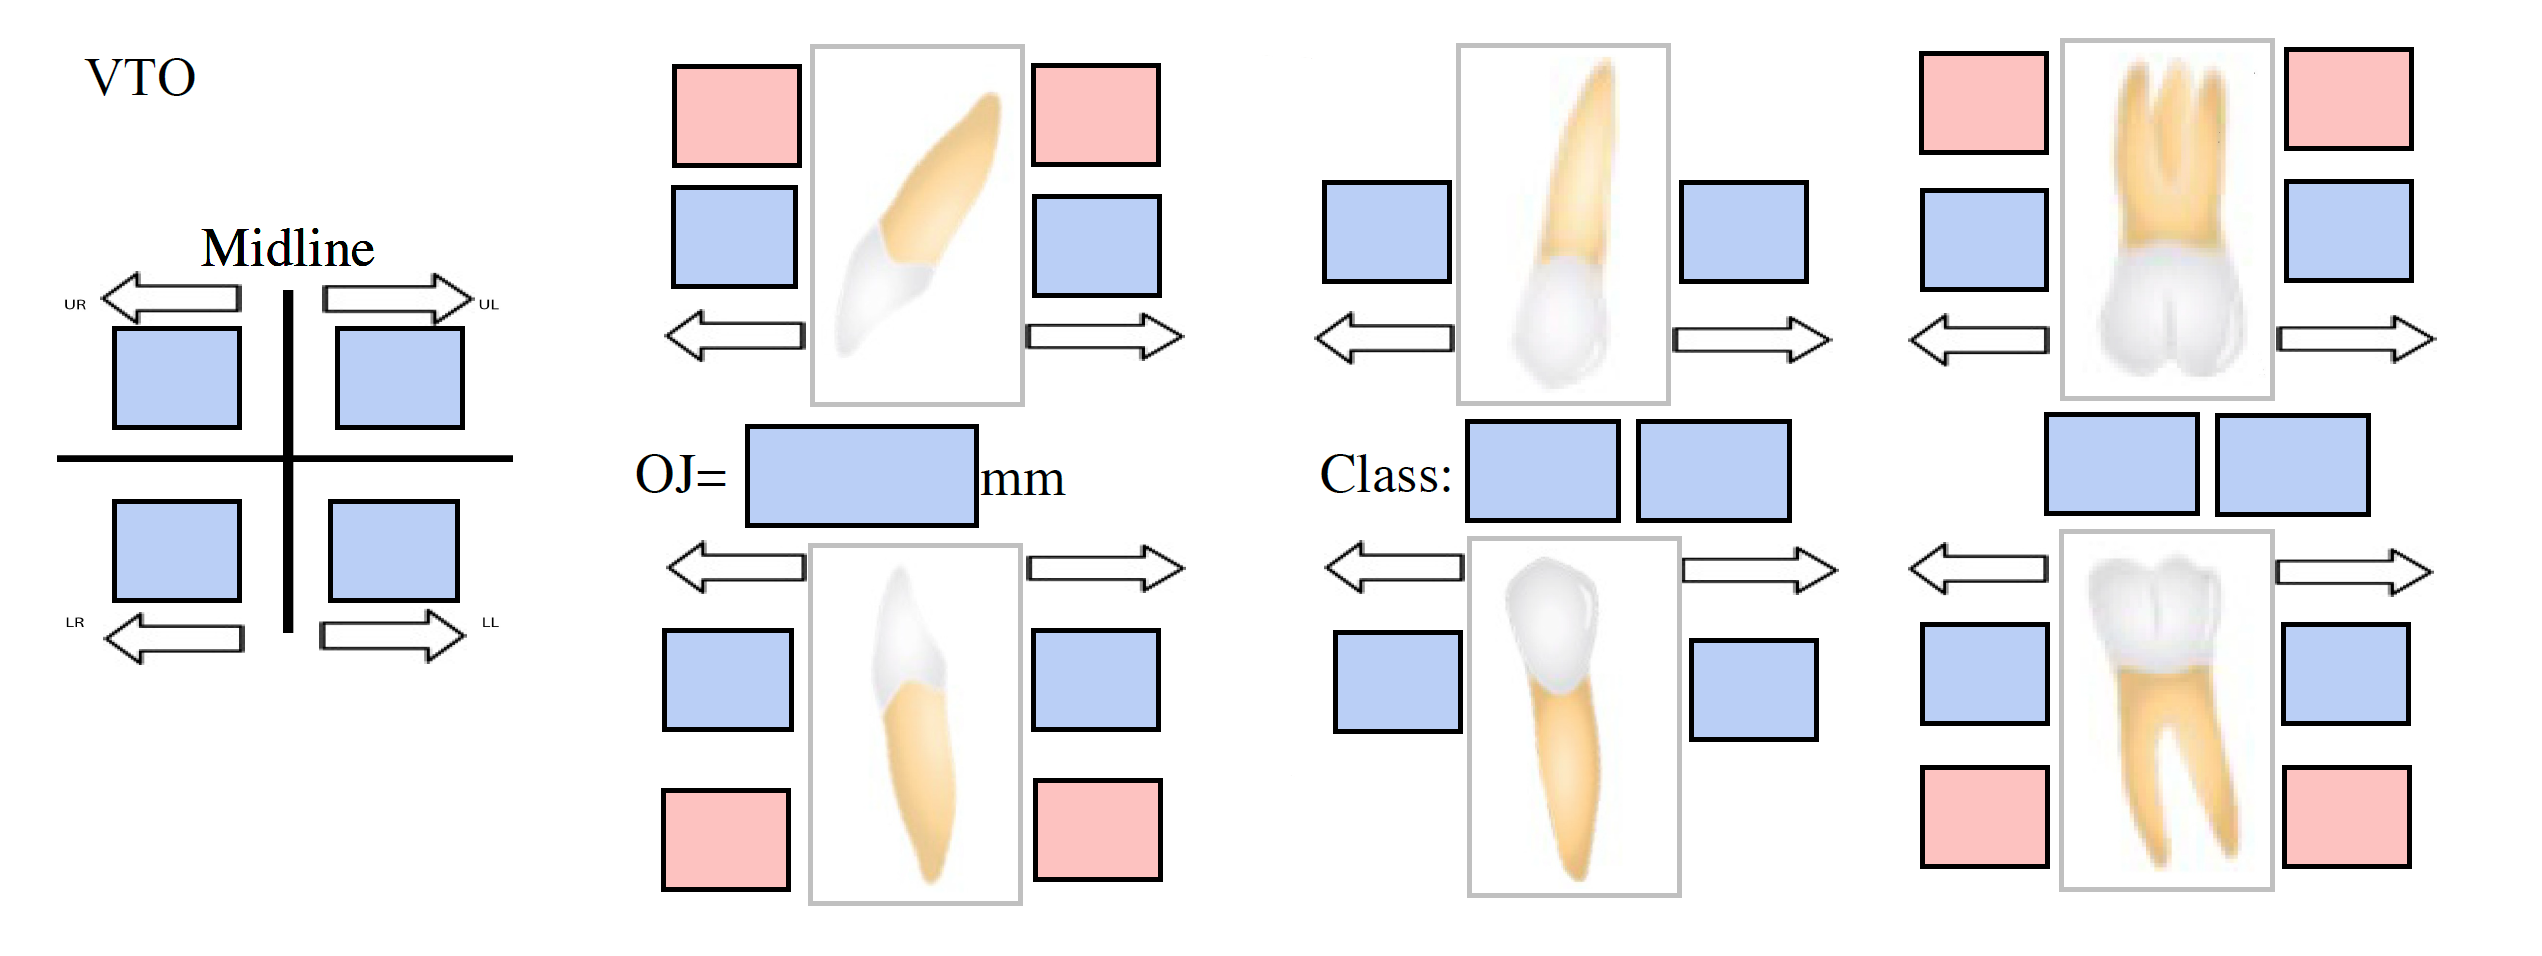 VTO
Midline
UR
UL
OJ=
mm
Class:
LR
LL